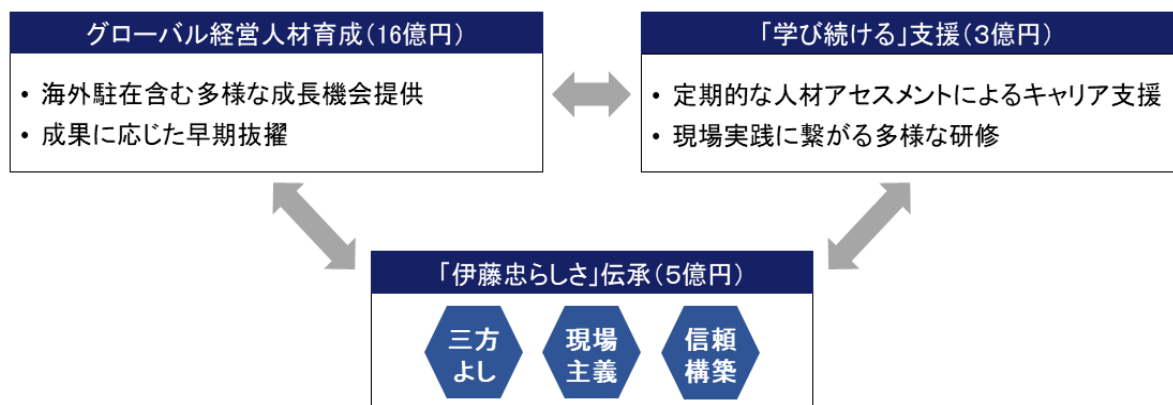 グローバル経営人材育成（16億円）
• 海外駐在含む多様な成長機会提供
• 成果に応じた早期抜擢
「学び続ける」支援（3億円）
• 定期的な人材アセスメントによるキャリア支援
• 現場実践に繋がる多様な研修
「伊藤忠らしさ」伝承（5億円）
三方
よし
現場
主義
信頼
構築